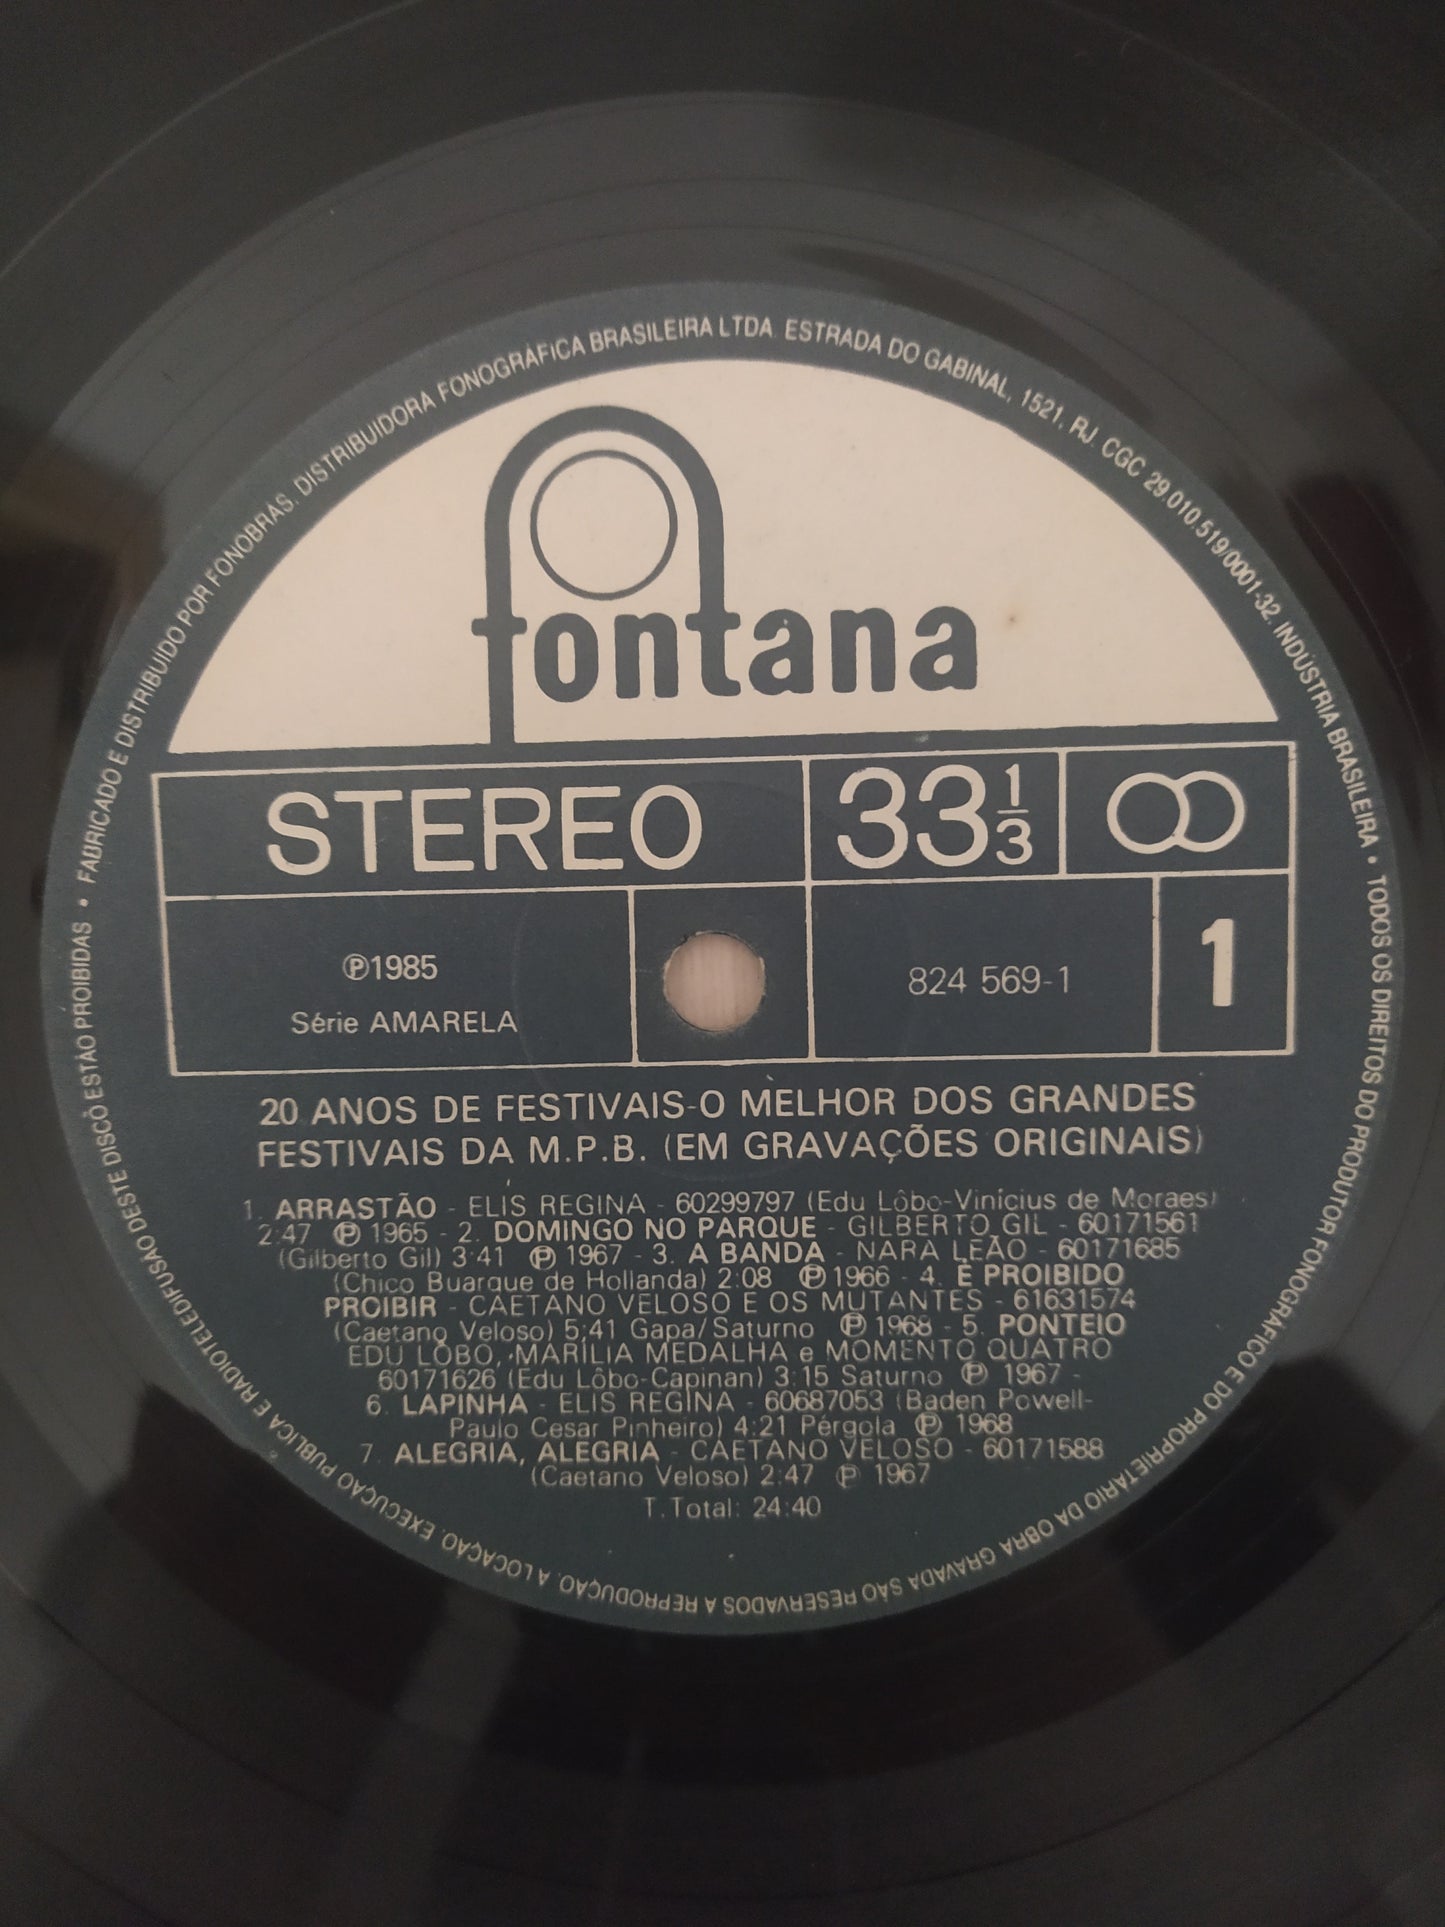 • FABRICADO E DISTRIBUIDO POR FONOBRAS. DISTRIBUIDORA FONOGRÁFICA BRASILEIRA LTDA. ESTRADA DO GABINAL, 1521, RJ. CGC 29.010.519/0001-32. INDÚSTRIA BRASILEIRA • TODOS OS DIREITOS DO PRODUTOR FONOGRÁFICO E DO PROPRIETARIO DA OBRA GRAVADA SÃO RESERVADOS A REPRODUÇÃO. A LOCAÇÃO. EXECUÇÃO PUBLICA E RADIOTELEDIFUSÃO DESTE DISCO ESTÃO PROIBIDAS
fontana
STEREO 33 1/3
℗1985
Série AMARELA
824 569-1
1
20 ANOS DE FESTIVAIS-O MELHOR DOS GRANDES
FESTIVAIS DA M.P.B. (EM GRAVAÇÕES ORIGINAIS)
1. ARRASTÃO - ELIS REGINA - 60299797 (Edu Lôbo-Vinícius de Moraes)
2:47 ℗ 1965 - 2. DOMINGO NO PARQUE - GILBERTO GIL - 60171561
(Gilberto Gil) 3:41 ℗ 1967 - 3. A BANDA - NARA LEÃO - 60171685
(Chico Buarque de Hollanda) 2:08 ℗ 1966 - 4. É PROIBIDO
PROIBIR - CAETANO VELOSO E OS MUTANTES - 61631574
(Caetano Veloso) 5:41 Gapa/Saturno ℗ 1968 - 5. PONTEIO
EDU LÔBO, MARÍLIA MEDALHA e MOMENTO QUATRO
60171626 (Edu Lôbo-Capinan) 3:15 Saturno ℗ 1967 -
6. LAPINHA - ELIS REGINA - 60687053 (Baden Powell-
Paulo Cesar Pinheiro) 4:21 Pérgola ℗ 1968
7. ALEGRIA, ALEGRIA - CAETANO VELOSO - 60171588
(Caetano Veloso) 2:47 ℗ 1967
T. Total: 24:40